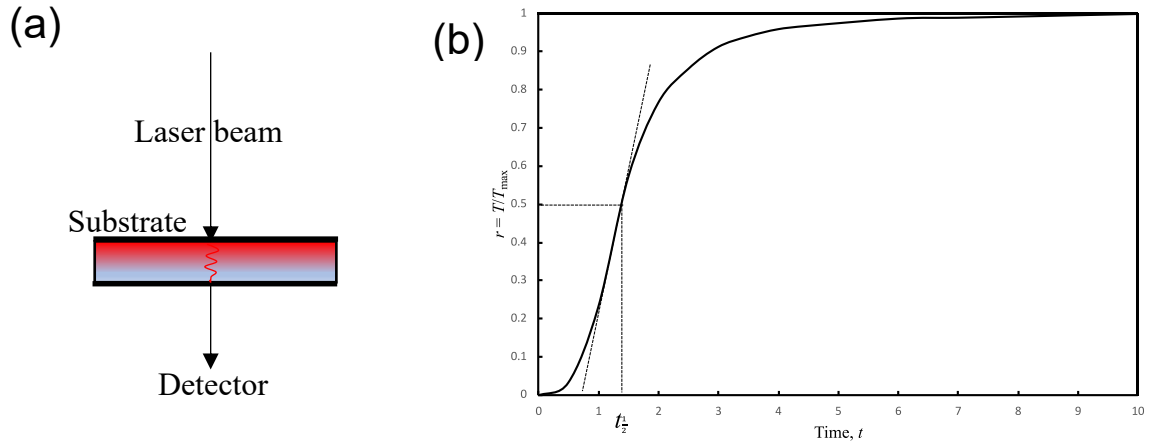 (a)
Laser beam
Substrate
Detector
(b)
r = T/Tmax
1
0.9
0.8
0.7
0.6
0.5
0.4
0.3
0.2
0.1
0
0 1 2 3 4 5 6 7 8 9 10
t½
Time, t